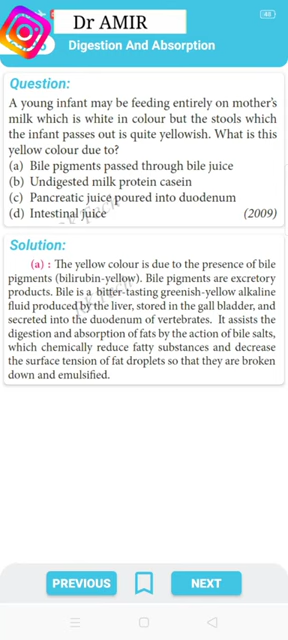 48
Dr AMIR
Digestion And Absorption
Question:
A young infant may be feeding entirely on mother's
milk which is white in colour but the stools which
the infant passes out is quite yellowish. What is this
yellow colour due to?
(a) Bile pigments passed through bile juice
(b) Undigested milk protein casein
(c) Pancreatic juice poured into duodenum
(d) Intestinal juice (2009)
Solution:
(a) : The yellow colour is due to the presence of bile
pigments (bilirubin-yellow). Bile pigments are excretory
products. Bile is a bitter-tasting greenish-yellow alkaline
fluid produced by the liver, stored in the gall bladder, and
secreted into the duodenum of vertebrates. It assists the
digestion and absorption of fats by the action of bile salts,
which chemically reduce fatty substances and decrease
the surface tension of fat droplets so that they are broken
down and emulsified.
PREVIOUS
NEXT